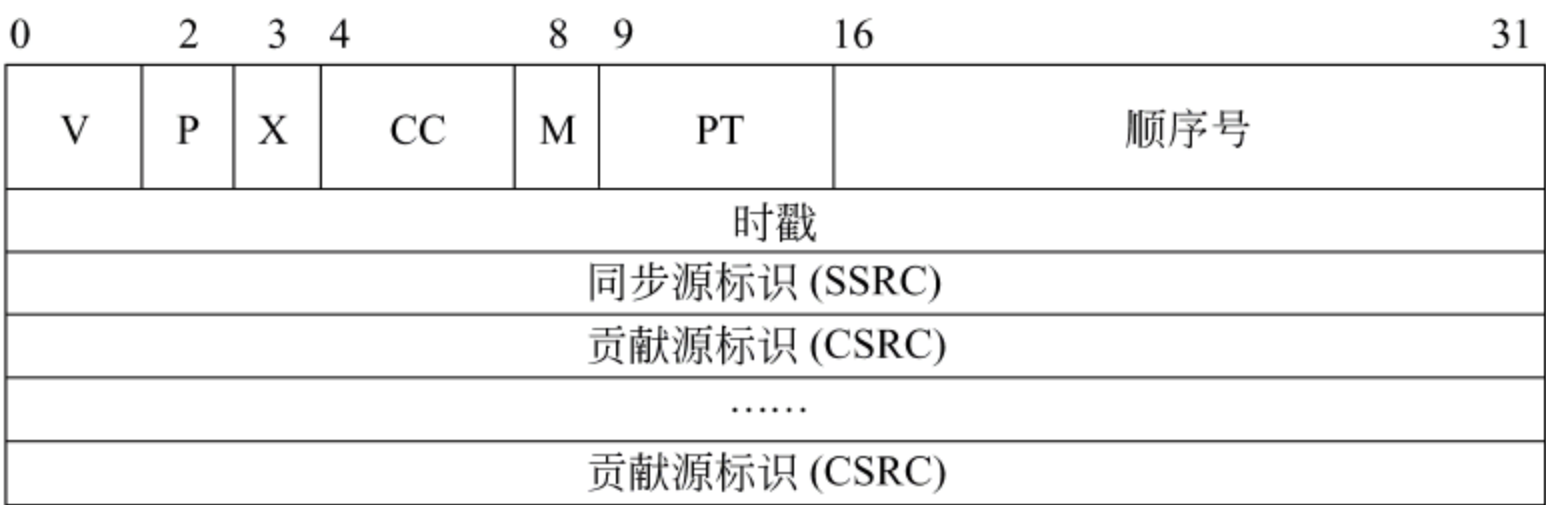 0 2 3 4 8 9 16 31
V P X CC M PT 顺序号
时戳
同步源标识 (SSRC)
贡献源标识 (CSRC)
……
贡献源标识 (CSRC)